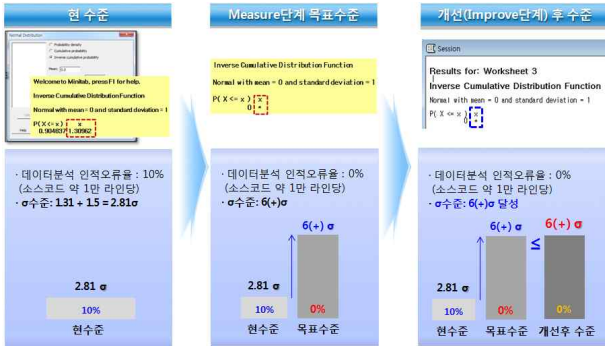 현 수준
Normal Distribution
Probability density
Cumulative probability
Inverse cumulative probability
Mean: 0.0
Welcome to Minitab, press F1 for help.
Inverse Cumulative Distribution Function
Normal with mean = 0 and standard deviation = 1
P( X <= x ) x
0.904837 1.30962
Help
· 데이터분석 인적오류율 : 10%
(소스코드 약 1만 라인당)
· σ수준: 1.31 + 1.5 = 2.81σ
2.81 σ
10%
현수준
Measure단계 목표수준
Inverse Cumulative Distribution Function
Normal with mean = 0 and standard deviation = 1
P( X <= x ) x
0 *
· 데이터분석 인적오류율 : 0%
(소스코드 약 1만 라인당)
· σ수준: 6(+)σ
6(+) σ
2.81 σ
10% 0%
현수준 목표수준
개선(Improve단계) 후 수준
Session
Results for: Worksheet 3
Inverse Cumulative Distribution Function
Normal with mean = 0 and standard deviation = 1
P( X <= x ) x
0 *
· 데이터분석 인적오류율 : 0%
(소스코드 약 1만 라인당)
· σ수준: 6(+)σ 달성
6(+) σ ≤ 6(+) σ
2.81 σ
10% 0% 0%
현수준 목표수준 개선후 수준